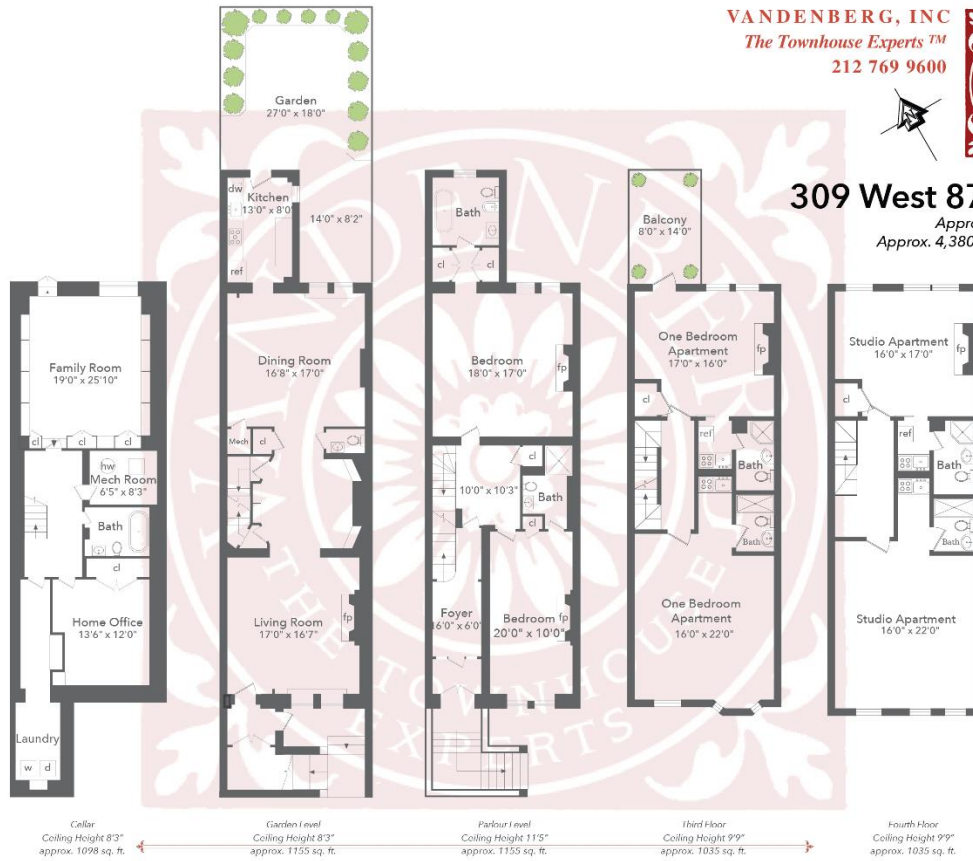 VANDENBERG, INC
The Townhouse Experts ™
212 769 9600
309 West 87
Appro
Approx. 4,380
Garden
27'0" x 18'0"
dw
Kitchen
13'0" x 8'0"
ref
14'0" x 8'2"
Bath
cl
cl
Balcony
8'0" x 14'0"
Family Room
19'0" x 25'10"
cl
cl
cl
hw
Mech Room
6'5" x 8'3"
Bath
cl
Home Office
13'6" x 12'0"
Laundry
w
d
Dining Room
16'8" x 17'0"
Mech
cl
Living Room
17'0" x 16'7"
fp
Bedroom
18'0" x 17'0"
fp
cl
10'0" x 10'3"
Bath
cl
Foyer
16'0" x 6'0"
Bedroom
20'0" x 10'0"
fp
One Bedroom
Apartment
17'0" x 16'0"
fp
cl
ref
Bath
Bath
One Bedroom
Apartment
16'0" x 22'0"
Studio Apartment
16'0" x 17'0"
fp
cl
ref
Bath
Bath
Studio Apartment
16'0" x 22'0"
VANDENBERG
THE TOWNHOUSE
EXPERTS
Cellar
Ceiling Height 8'3"
approx. 1098 sq. ft.
Garden Level
Ceiling Height 8'3"
approx. 1155 sq. ft.
Parlour Level
Ceiling Height 11'5"
approx. 1155 sq. ft.
Third Floor
Ceiling Height 9'9"
approx. 1035 sq. ft.
Fourth Floor
Ceiling Height 9'9"
approx. 1035 sq. ft.